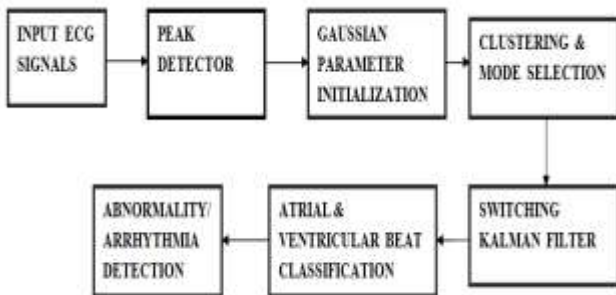 INPUT ECG
SIGNALS
PEAK
DETECTOR
GAUSSIAN
PARAMETER
INITIALIZATION
CLUSTERING &
MODE SELECTION
SWITCHING
KALMAN FILTER
ATRIAL &
VENTRICULAR BEAT
CLASSIFICATION
ABNORMALITY/
ARRHYTHMIA
DETECTION